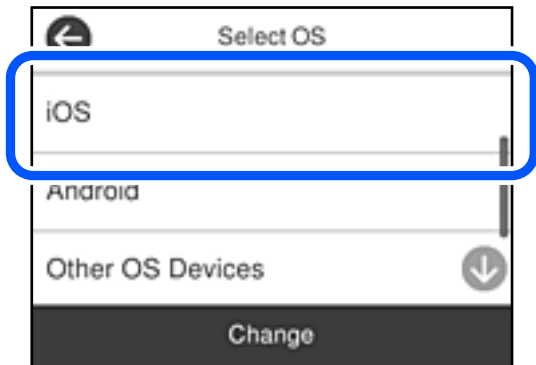 Select OS
iOS
Android
Other OS Devices
Change